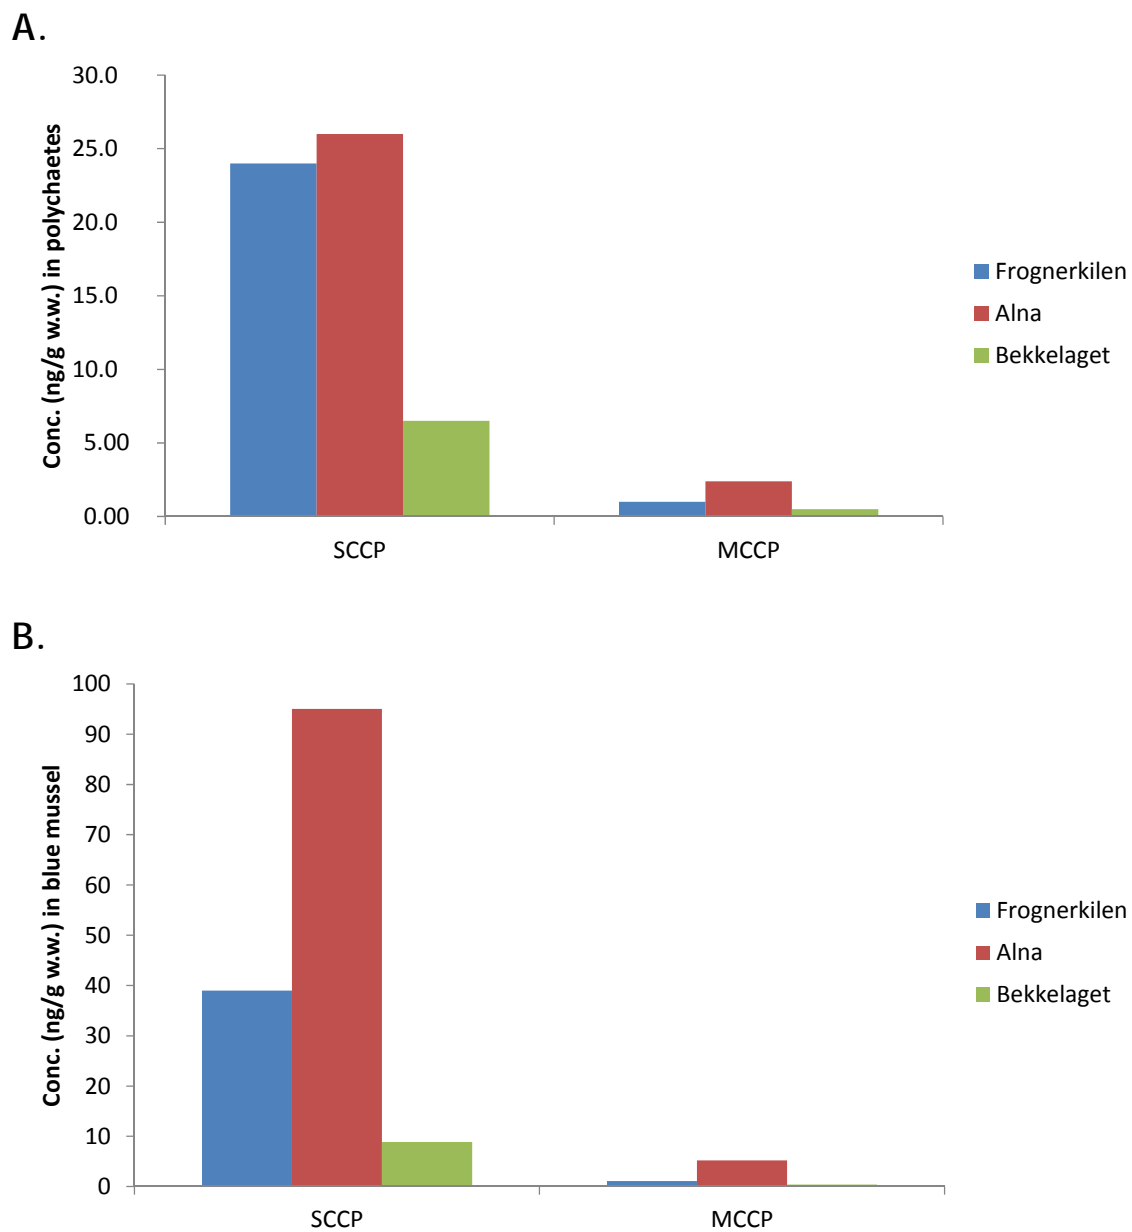 A.
30.0
25.0
20.0
15.0
10.0
5.00
0.00
Conc. (ng/g w.w.) in polychaetes
SCCP
MCCP
Frognerkilen
Alna
Bekkelaget
B.
100
90
80
70
60
50
40
30
20
10
0
Conc. (ng/g w.w.) in blue mussel
SCCP
MCCP
Frognerkilen
Alna
Bekkelaget